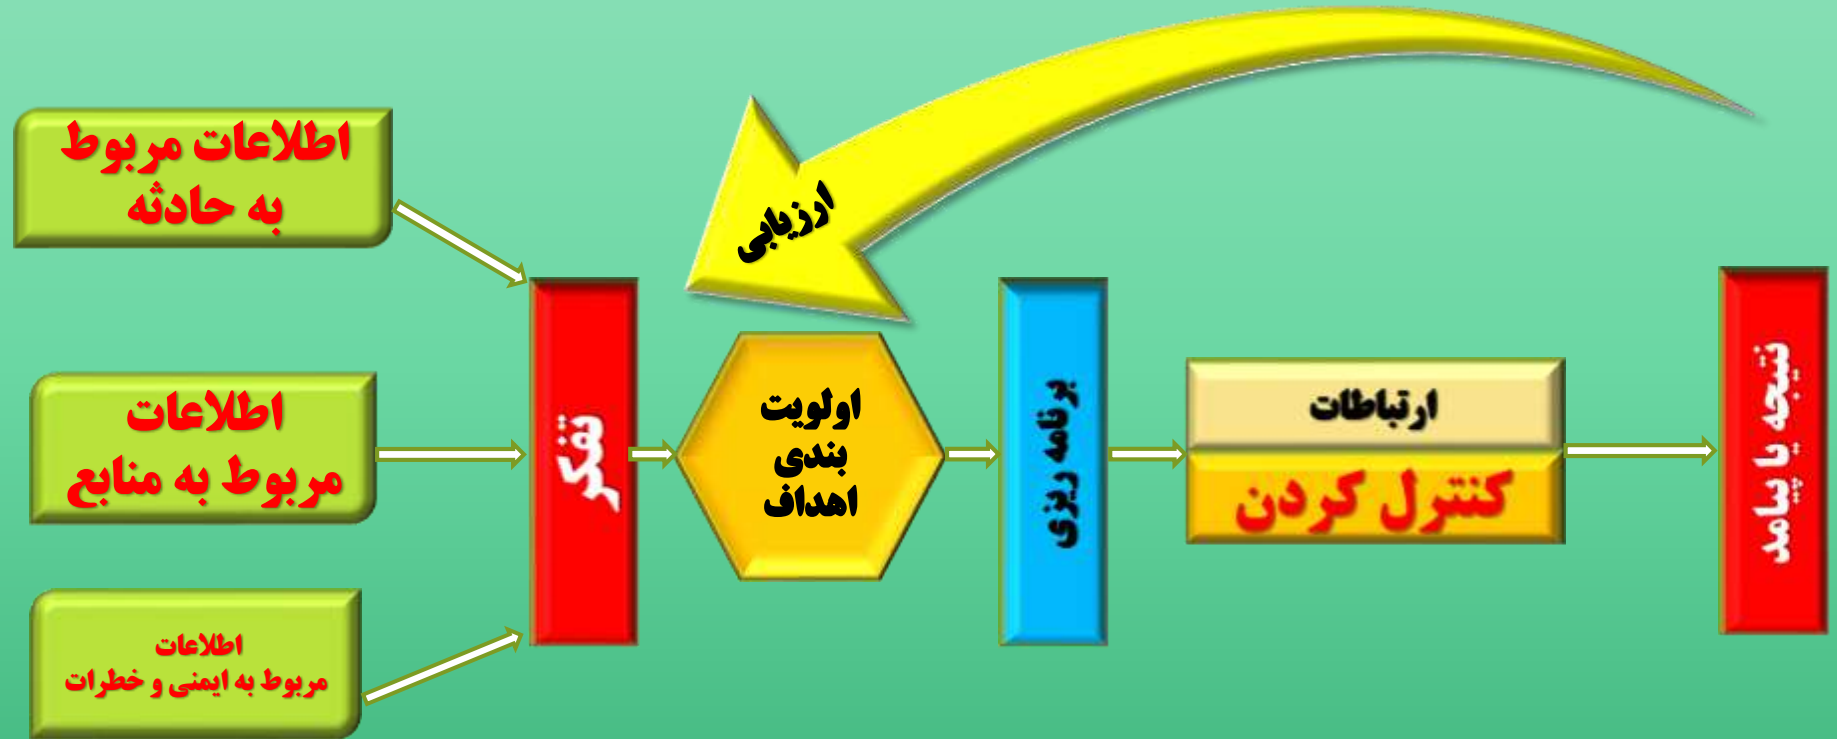 اطلاعات مربوط
به حادثه
اطلاعات
مربوط به منابع
اطلاعات
مربوط به ایمنی و خطرات
تفکر
ارزیابی
اولویت
بندی
اهداف
برنامه ریزی
ارتباطات
کنترل کردن
نتیجه یا پیامد